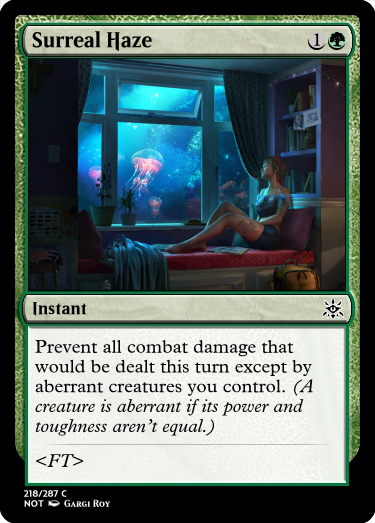 Surreal Haze 1
Instant
Prevent all combat damage that
would be dealt this turn except by
aberrant creatures you control. (A
creature is aberrant if its power and
toughness aren't equal.)
<FT>
218/287 C
NOT Gargi Roy